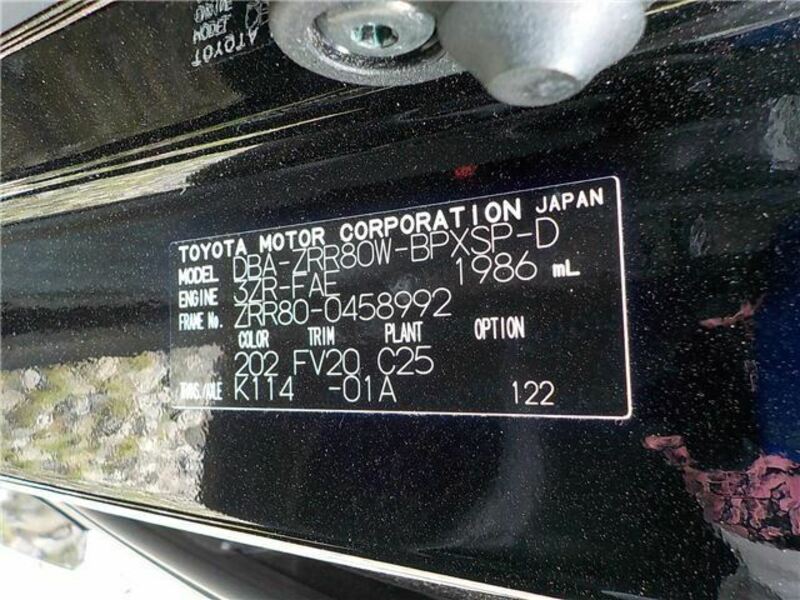 TOYOTA MOTOR CORPORATION JAPAN
MODEL DBA-ZRR80W-BPXSP-D
ENGINE 3ZR-FAE 1986 mL
FRAME No. ZRR80-0458992
COLOR TRIM PLANT OPTION
202 FV20 C25
TRANS./AXLE K114 -01A 122